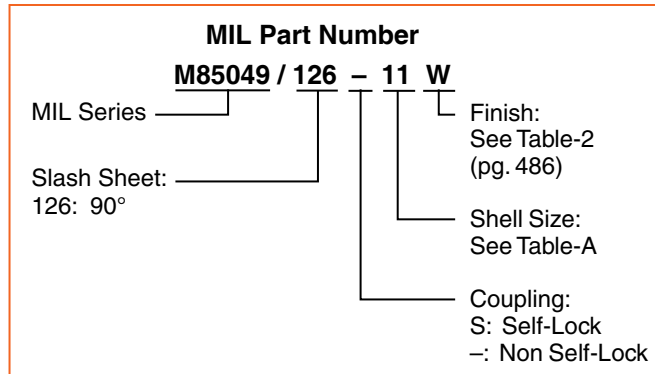 MIL Part Number
M85049 / 126 – 11 W
MIL Series
Finish:
See Table-2
(pg. 486)
Slash Sheet:
126: 90°
Shell Size:
See Table-A
Coupling:
S: Self-Lock
–: Non Self-Lock